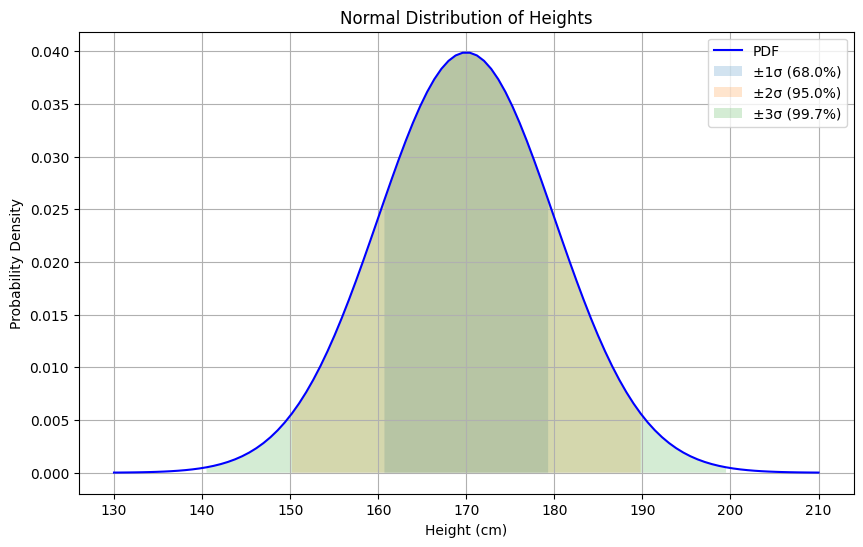 Normal Distribution of Heights
PDF
±1σ (68.0%)
±2σ (95.0%)
±3σ (99.7%)
Probability Density
0.040
0.035
0.030
0.025
0.020
0.015
0.010
0.005
0.000
130 140 150 160 170 180 190 200 210
Height (cm)